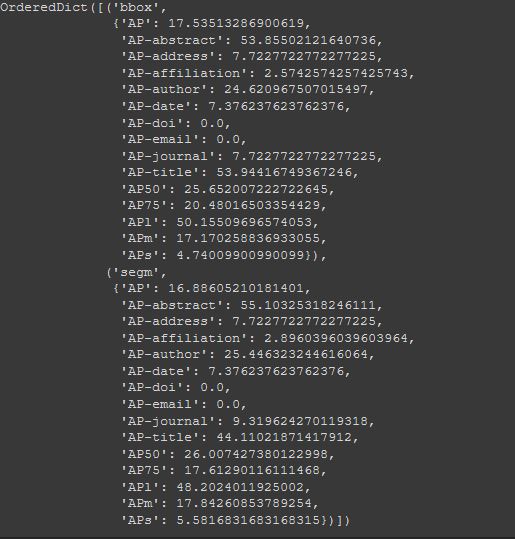 OrderedDict([('bbox',
{'AP': 17.53513286900619,
'AP-abstract': 53.85502121640736,
'AP-address': 7.7227722772277225,
'AP-affiliation': 2.5742574257425743,
'AP-author': 24.620967507015497,
'AP-date': 7.376237623762376,
'AP-doi': 0.0,
'AP-email': 0.0,
'AP-journal': 7.7227722772277225,
'AP-title': 53.94416749367246,
'AP50': 25.652007222722645,
'AP75': 20.48016503354429,
'APl': 50.15509696574053,
'APm': 17.170258836933055,
'APs': 4.74009900990099}),
('segm',
{'AP': 16.88605210181401,
'AP-abstract': 55.10325318246111,
'AP-address': 7.7227722772277225,
'AP-affiliation': 2.8960396039603964,
'AP-author': 25.446323244616064,
'AP-date': 7.376237623762376,
'AP-doi': 0.0,
'AP-email': 0.0,
'AP-journal': 9.319624270119318,
'AP-title': 44.11021871417912,
'AP50': 26.007427380122998,
'AP75': 17.61290116111468,
'APl': 48.2024011925002,
'APm': 17.84260853789254,
'APs': 5.5816831683168315})])